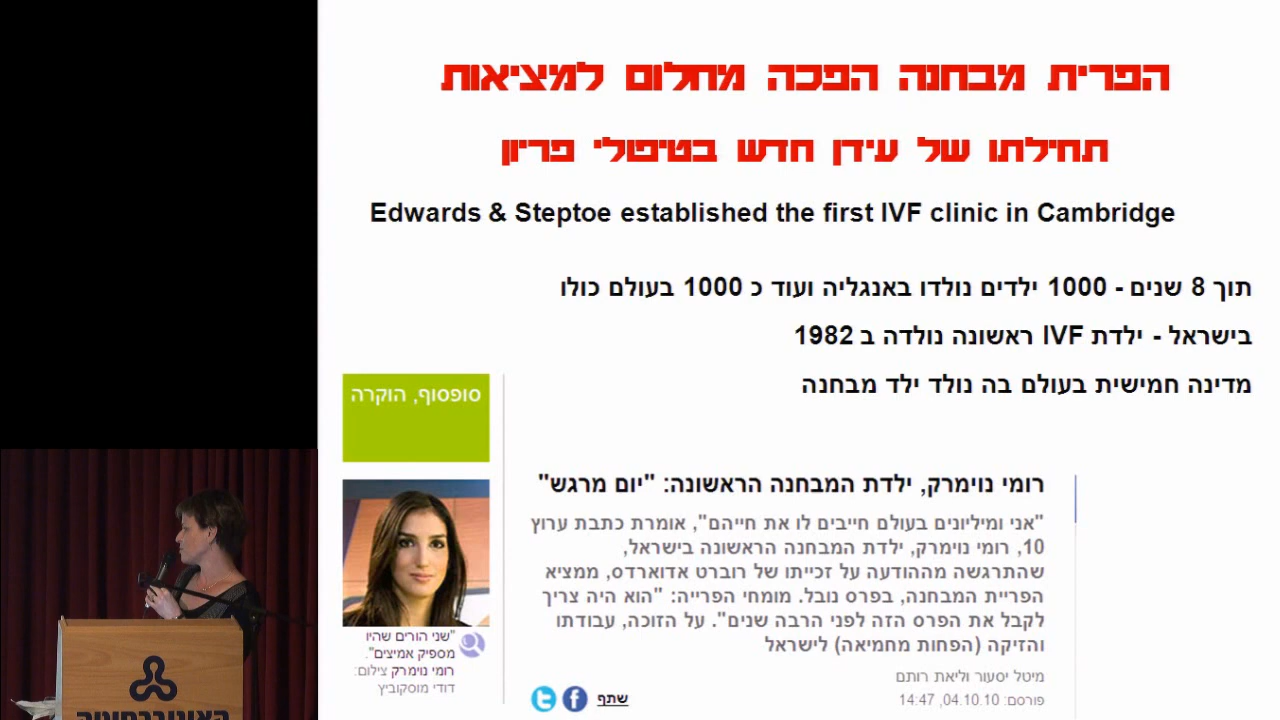 הפרית מבחנה הפכה מחלום למציאות
תחילתו של עידן חדש בטיפולי פריון
Edwards & Steptoe established the first IVF clinic in Cambridge
תוך 8 שנים - 1000 ילדים נולדו באנגליה ועוד כ 1000 בעולם כולו
בישראל - ילדת IVF ראשונה נולדה ב 1982
מדינה חמישית בעולם בה נולד ילד מבחנה
סופסוף, הוקרה
רומי נוימרק, ילדת המבחנה הראשונה: "יום מרגש"
"אני ומיליונים בעולם חייבים לו את חייהם", אומרת כתבת ערוץ
10, רומי נוימרק, ילדת המבחנה הראשונה בישראל,
שהתרגשה מההודעה על זכייתו של רוברט אדוארדס, ממציא
הפריית המבחנה, בפרס נובל. מומחי הפרייה: "הוא היה צריך
לקבל את הפרס הזה לפני הרבה שנים". על הזוכה, עבודתו
והזיקה (הפחות מחמיאה) לישראל
מיטל יסעור וליאת רותם
פורסם: 04.10.10, 14:47
שתף
"שני הורים שהיו
מספיק אמיצים".
רומי נוימרק צילום:
דודי מוסקוביץ
האוניברסיטה